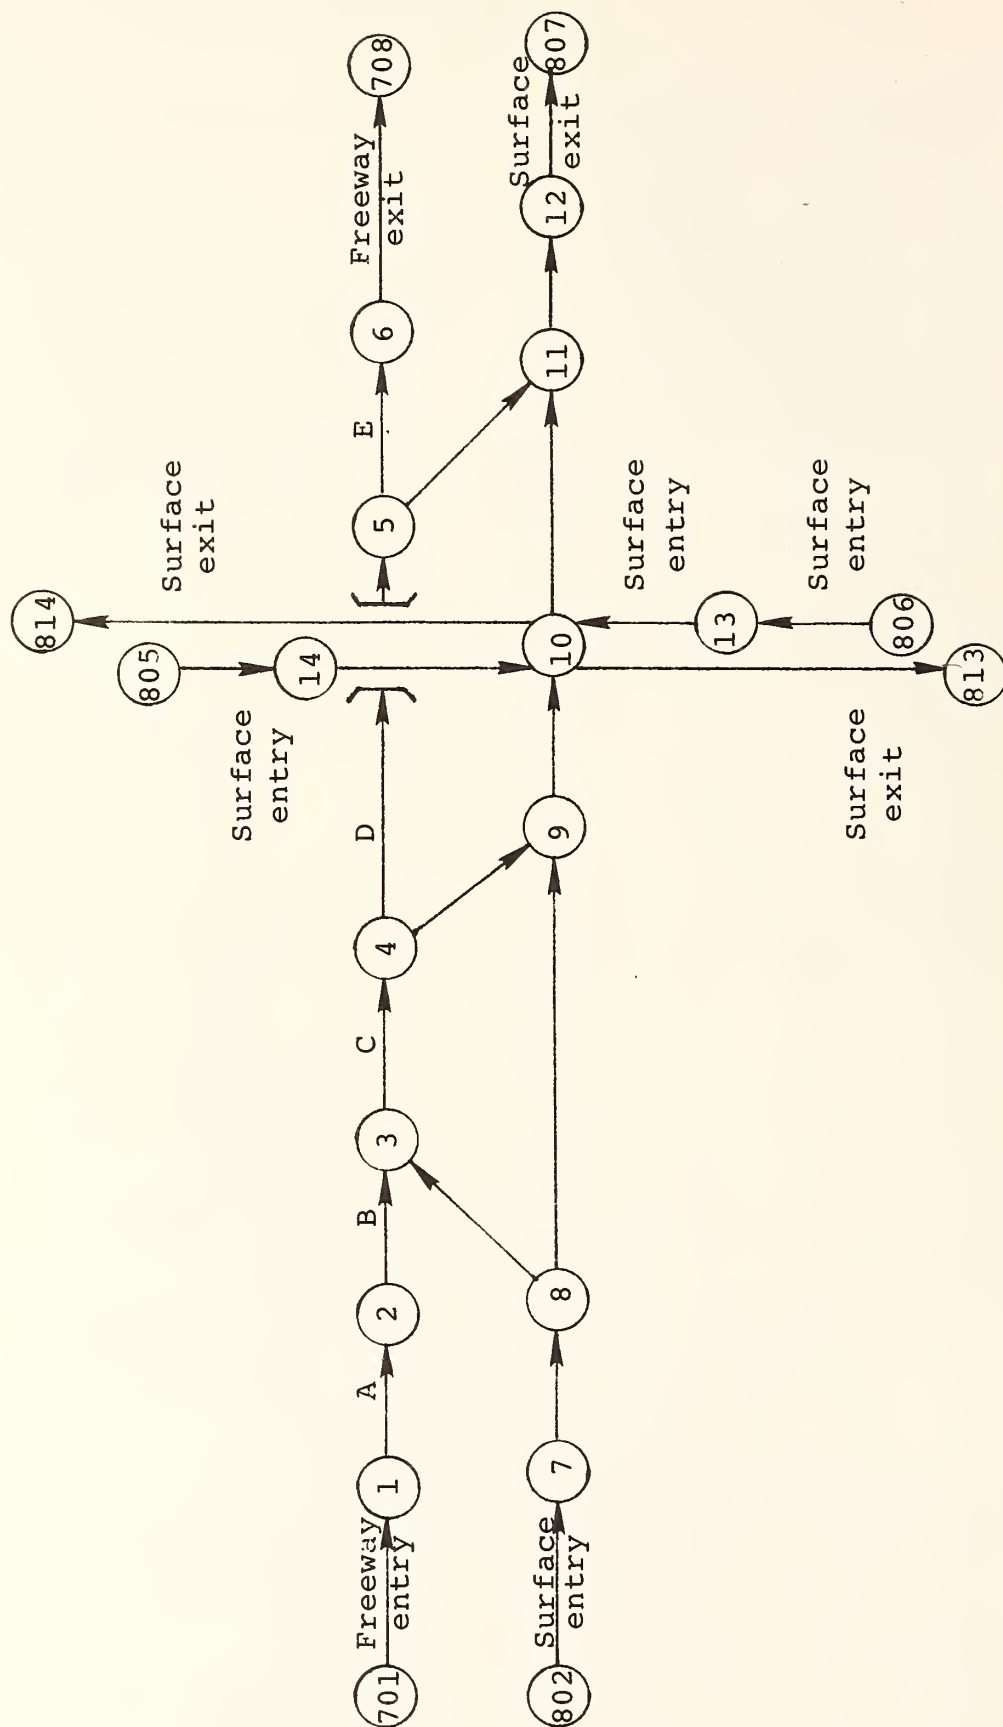 814
805
Surface
exit
Surface
entry
14
Freeway
entry
A
B
C
D
E
Freeway
exit
701
1
2
3
4
5
6
708
Surface
entry
Surface
exit
802
7
8
9
10
11
12
807
Surface
entry
13
Surface
entry
Surface
exit
806
813